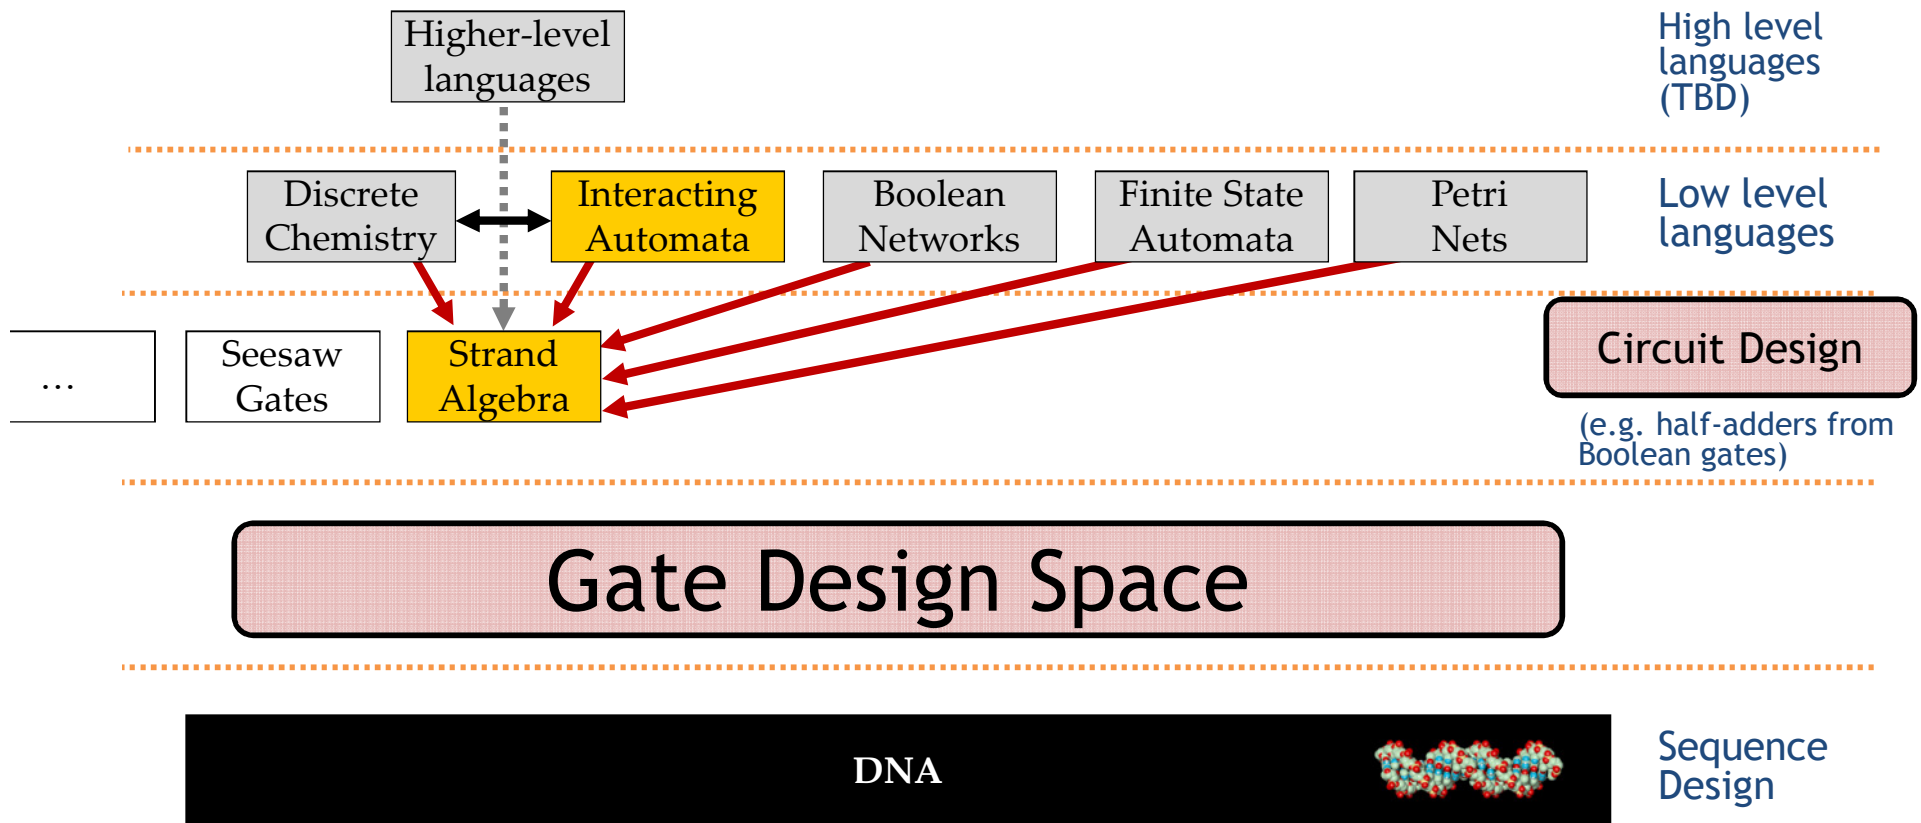 Higher-level
languages
High level
languages
(TBD)
Discrete
Chemistry
Interacting
Automata
Boolean
Networks
Finite State
Automata
Petri
Nets
Low level
languages
...
Seesaw
Gates
Strand
Algebra
Circuit Design
(e.g. half-adders from
Boolean gates)
Gate Design Space
DNA
Sequence
Design